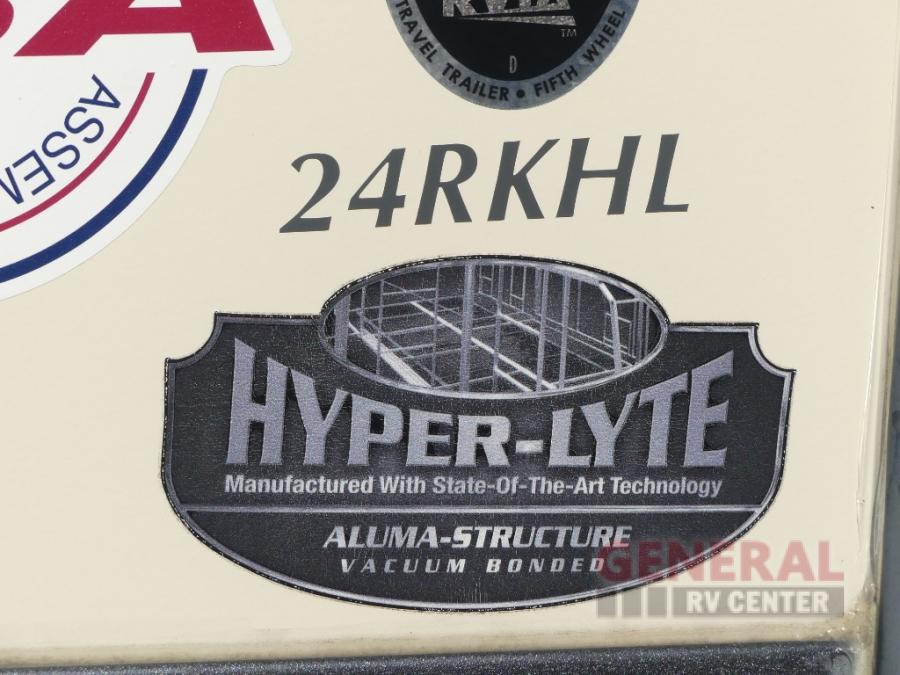 RVIA
TM
D
TRAVEL TRAILER • FIFTH WHEEL
24RKHL
HYPER-LYTE
Manufactured With State-Of-The-Art Technology
ALUMA-STRUCTURE
VACUUM BONDED
GENERAL
RV CENTER